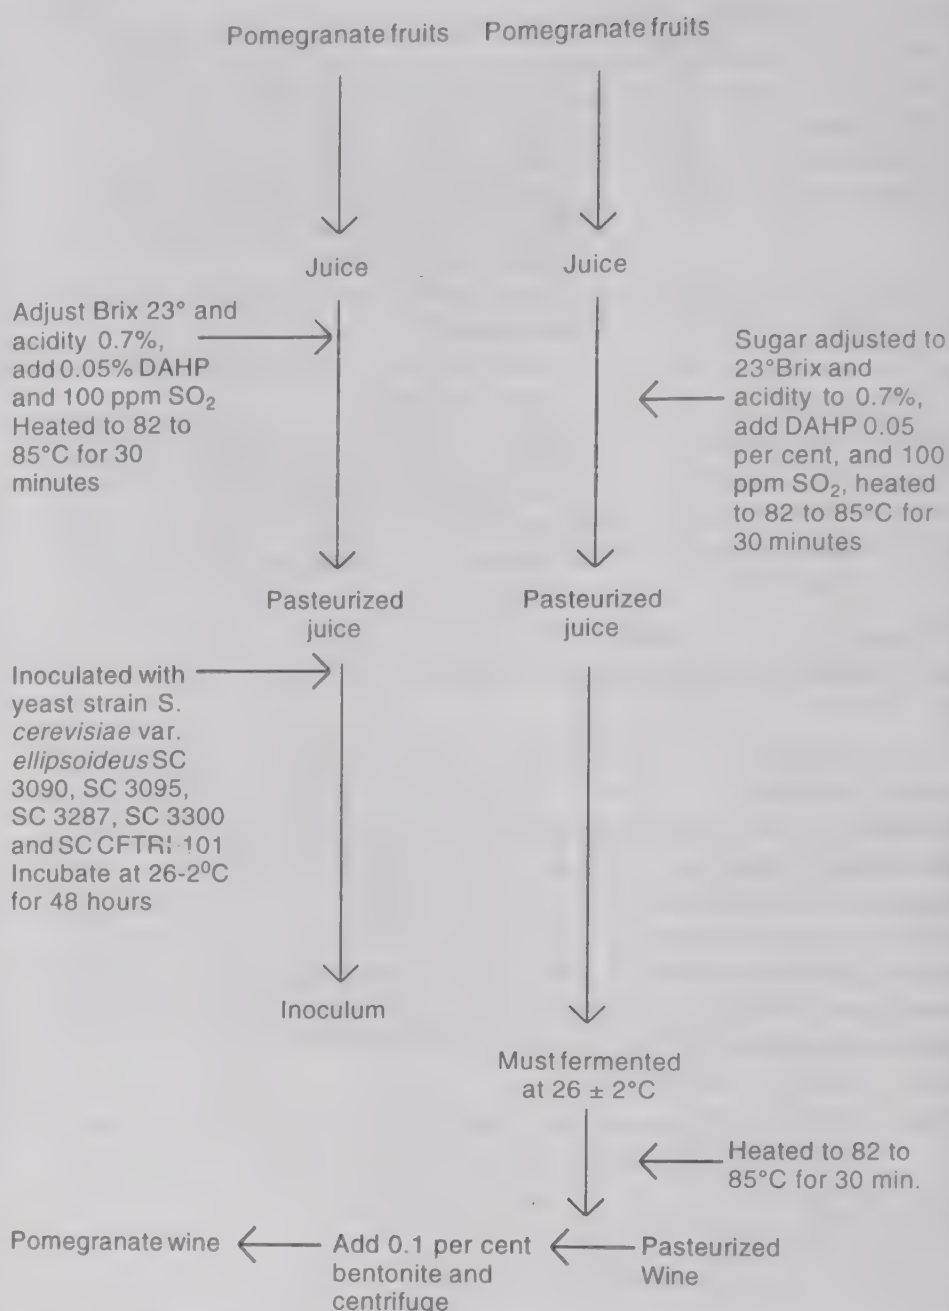 Pomegranate fruits
Pomegranate fruits
Juice
Juice
Adjust Brix 23° and
acidity 0.7%,
add 0.05% DAHP
and 100 ppm SO₂
Heated to 82 to
85°C for 30
minutes
Sugar adjusted to
23°Brix and
acidity to 0.7%,
add DAHP 0.05
per cent, and 100
ppm SO₂, heated
to 82 to 85°C for
30 minutes
Pasteurized
juice
Pasteurized
juice
Inoculated with
yeast strain S.
cerevisiae var.
ellipsoideus SC
3090, SC 3095,
SC 3287, SC 3300
and SC CFTRI 101
Incubate at 26-2⁰C
for 48 hours
Inoculum
Must fermented
at 26 ± 2°C
Heated to 82 to
85°C for 30 min.
Pomegranate wine
Add 0.1 per cent
bentonite and
centrifuge
Pasteurized
Wine